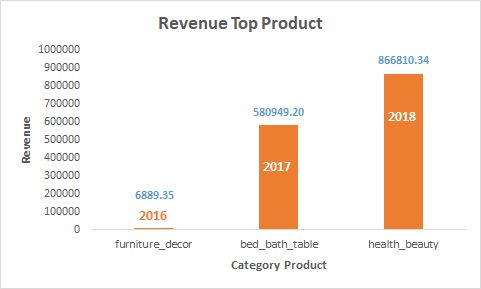 Revenue Top Product
Revenue
1000000
900000
800000
700000
600000
500000
400000
300000
200000
100000
0
6889.35
2016
580949.20
2017
866810.34
2018
furniture_decor
bed_bath_table
health_beauty
Category Product